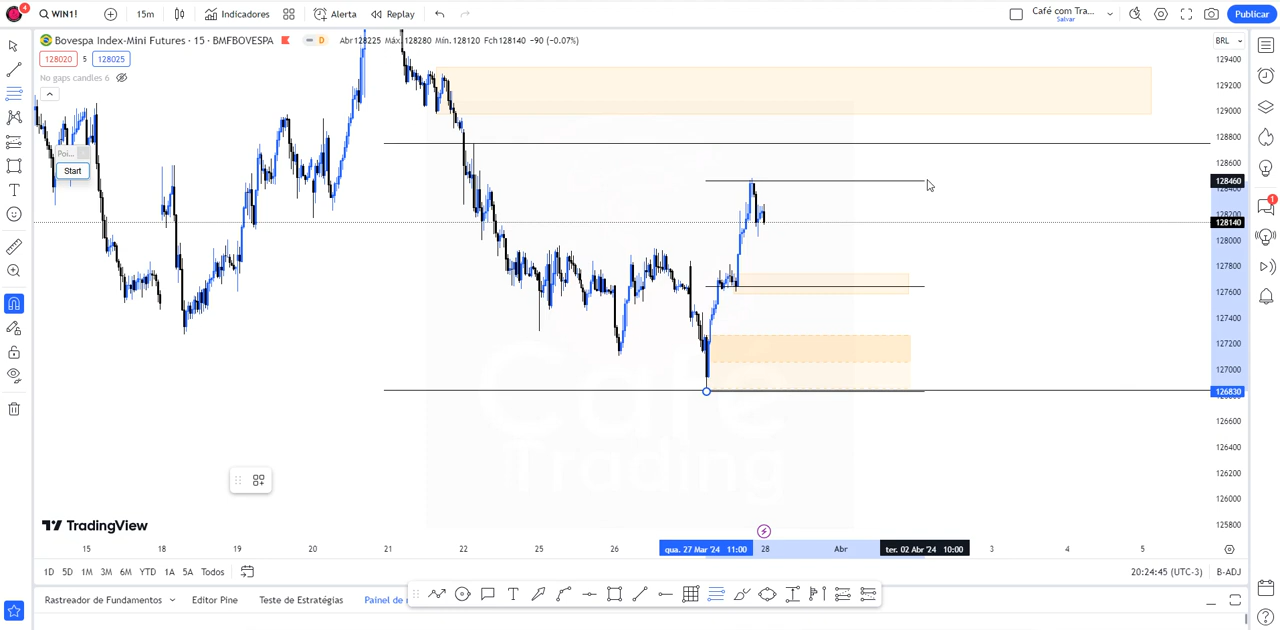 4
WIN1!
15m
Indicadores
Alerta
Replay
Café com Tra...
Salvar
Publicar
Bovespa Index-Mini Futures · 15 · BMFBOVESPA
D
Abr128225 Máx.128280 Mín.128120 Fch128140 -90 (-0.07%)
BRL
128020 5 128025
No gaps candles 6
Poi...
Start
129400
129200
129000
128800
128600
128460
128200
128140
128000
127800
127600
127400
127200
127000
126830
126600
126400
126200
126000
125800
1
Café
Trading
TradingView
15 18 19 20 21 22 25 26 qua. 27 Mar '24 11:00 28 Abr ter. 02 Abr '24 10:00 3 4 5
1D 5D 1M 3M 6M YTD 1A 5A Todos
20:24:45 (UTC-3) B-ADJ
Rastreador de Fundamentos Editor Pine Teste de Estratégias Painel de